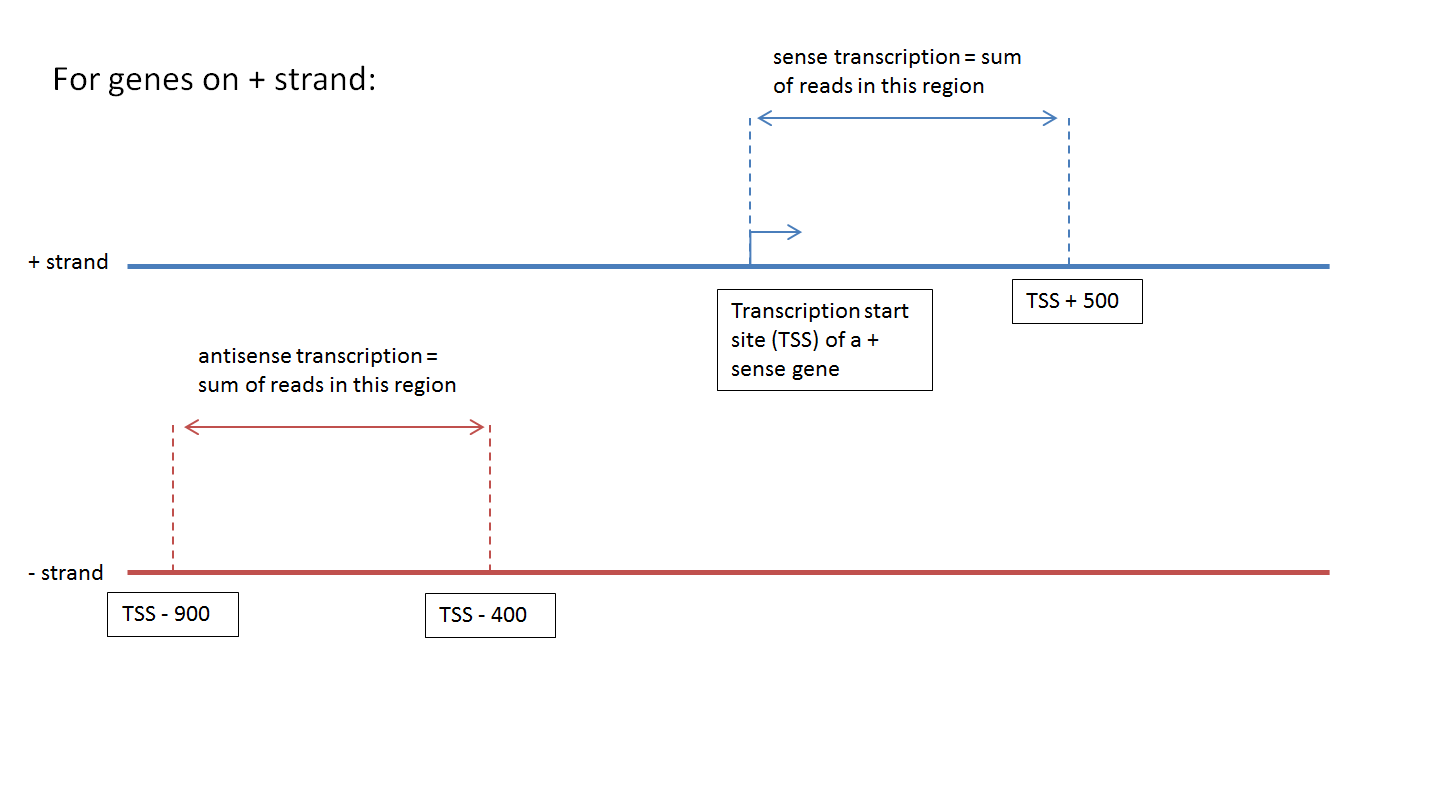 For genes on + strand:
sense transcription = sum
of reads in this region
+ strand
Transcription start
site (TSS) of a +
sense gene
TSS + 500
antisense transcription =
sum of reads in this region
- strand
TSS - 900
TSS - 400